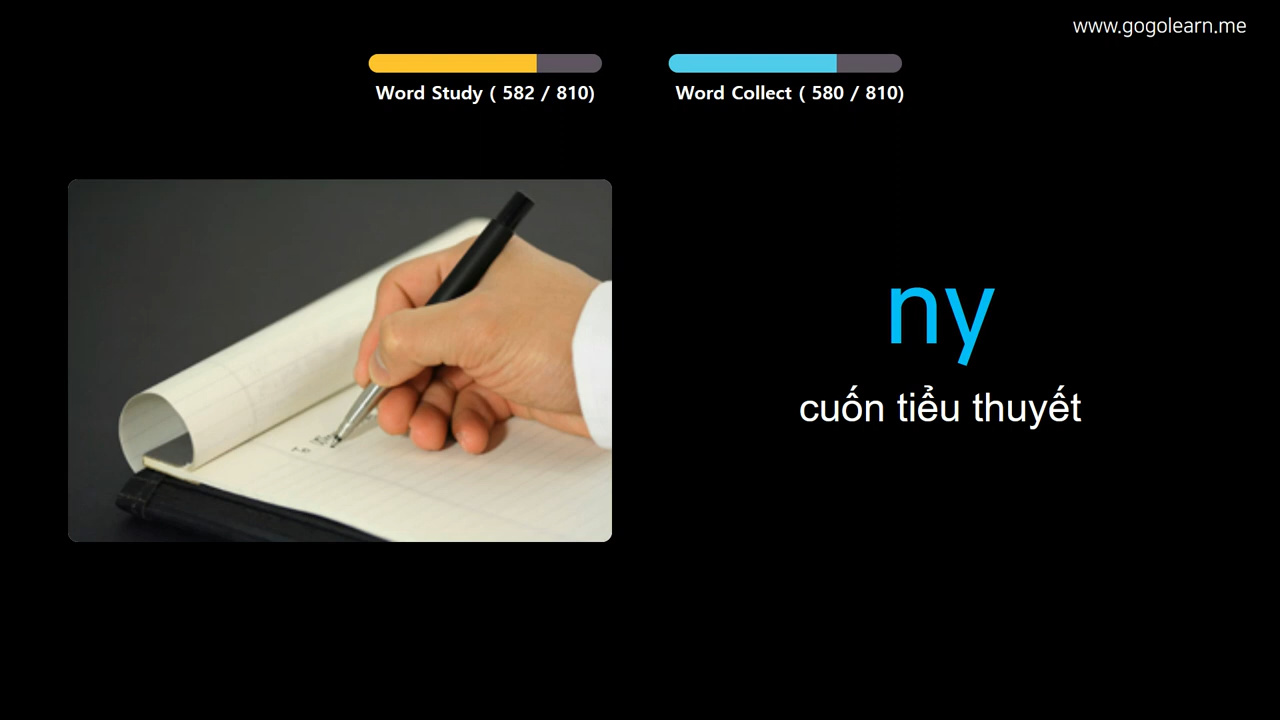 www.gogolearn.me
Word Study ( 582 / 810)
Word Collect ( 580 / 810)
ny
cuốn tiểu thuyết